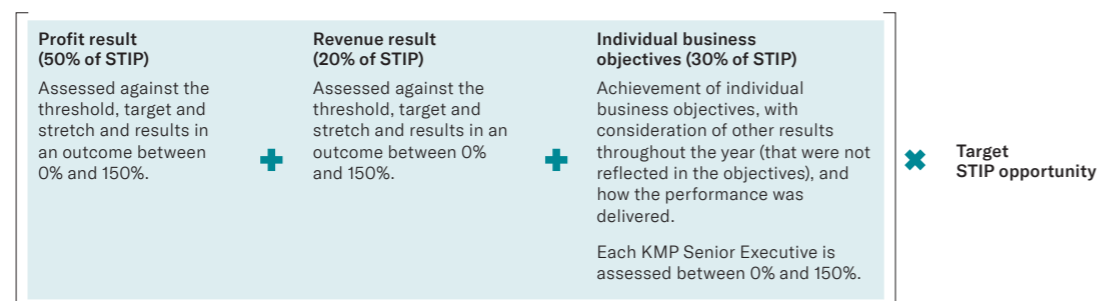 Profit result
(50% of STIP)
Assessed against the
threshold, target and
stretch and results in
an outcome between
0% and 150%.
Revenue result
(20% of STIP)
Assessed against the
threshold, target and
stretch and results in an
outcome between 0%
and 150%.
Individual business
objectives (30% of STIP)
Achievement of individual
business objectives, with
consideration of other results
throughout the year (that were not
reflected in the objectives), and
how the performance was
delivered.
Each KMP Senior Executive is
assessed between 0% and 150%.
Target
STIP opportunity